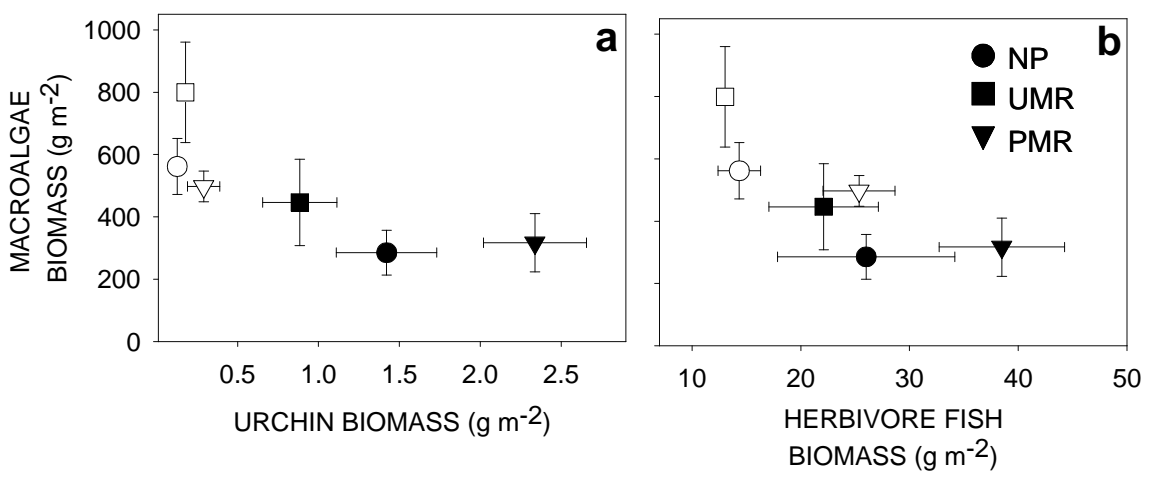 a
1000
800
600
400
200
0
MACROALGAE
BIOMASS (g m-2)
0.5 1.0 1.5 2.0 2.5
URCHIN BIOMASS (g m-2)
b
NP
UMR
PMR
10 20 30 40 50
HERBIVORE FISH
BIOMASS (g m-2)